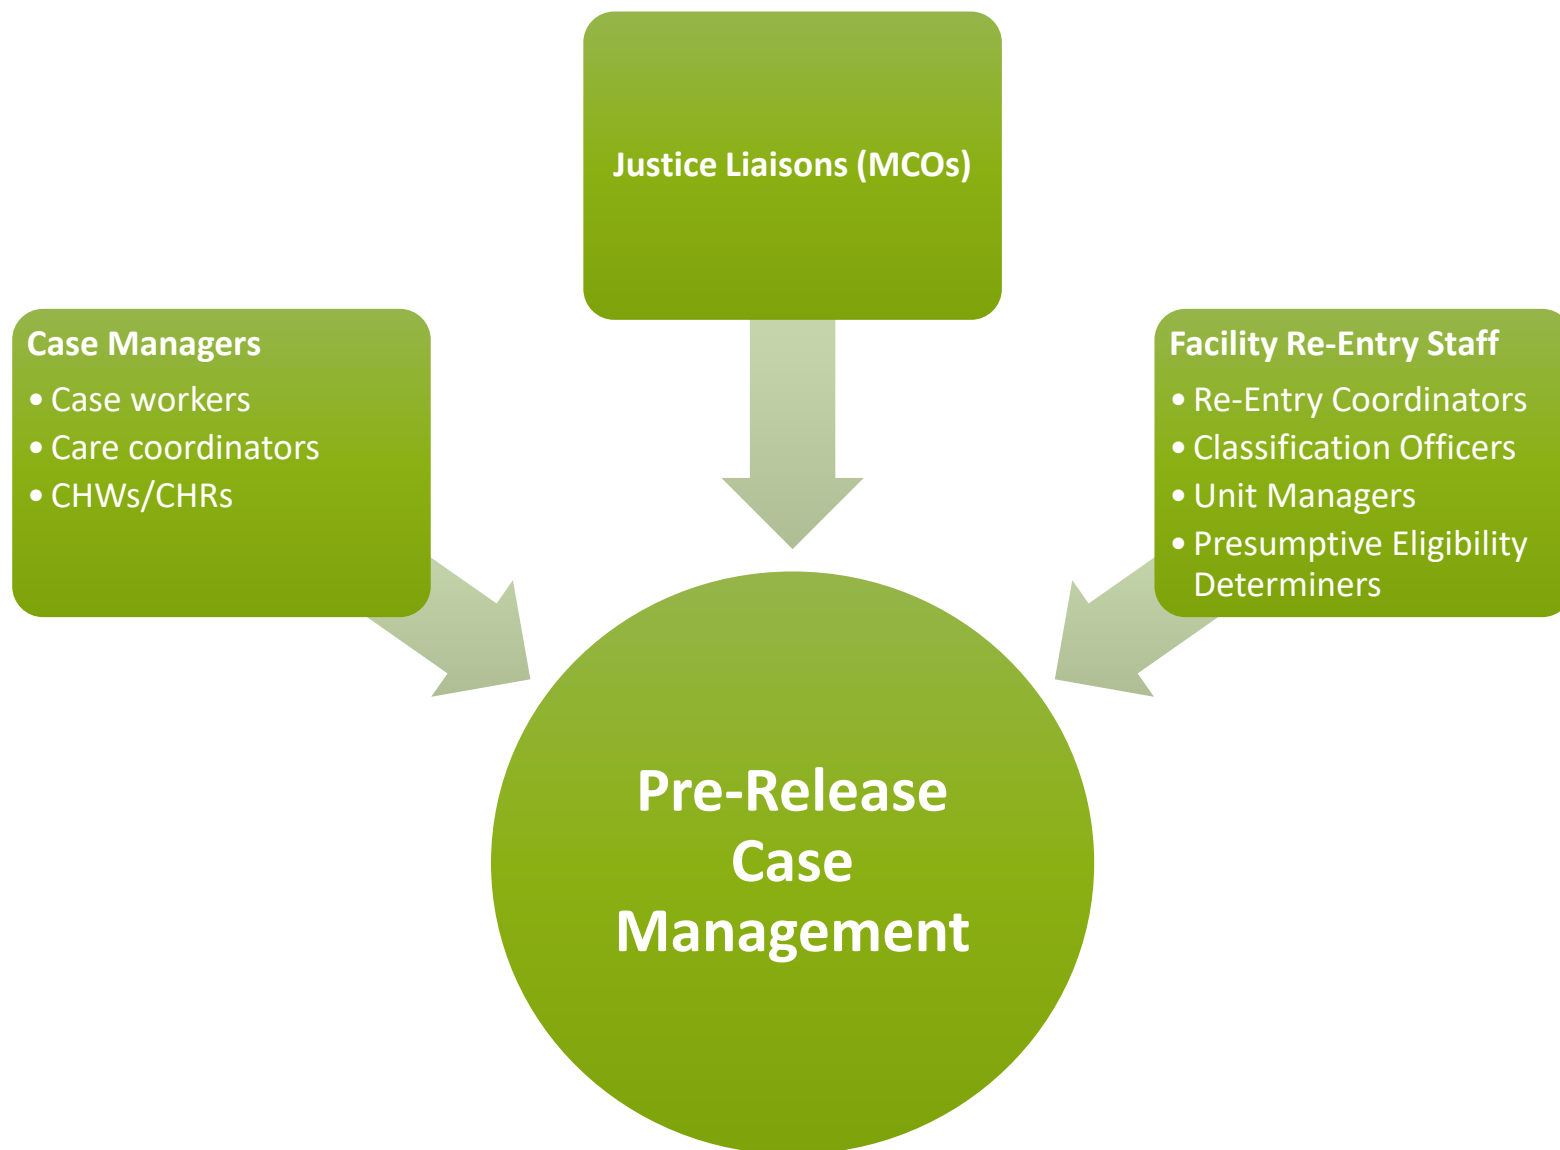 Justice Liaisons (MCOs)
Case Managers
• Case workers
• Care coordinators
• CHWs/CHRs
Facility Re-Entry Staff
• Re-Entry Coordinators
• Classification Officers
• Unit Managers
• Presumptive Eligibility
Determiners
Pre-Release
Case
Management